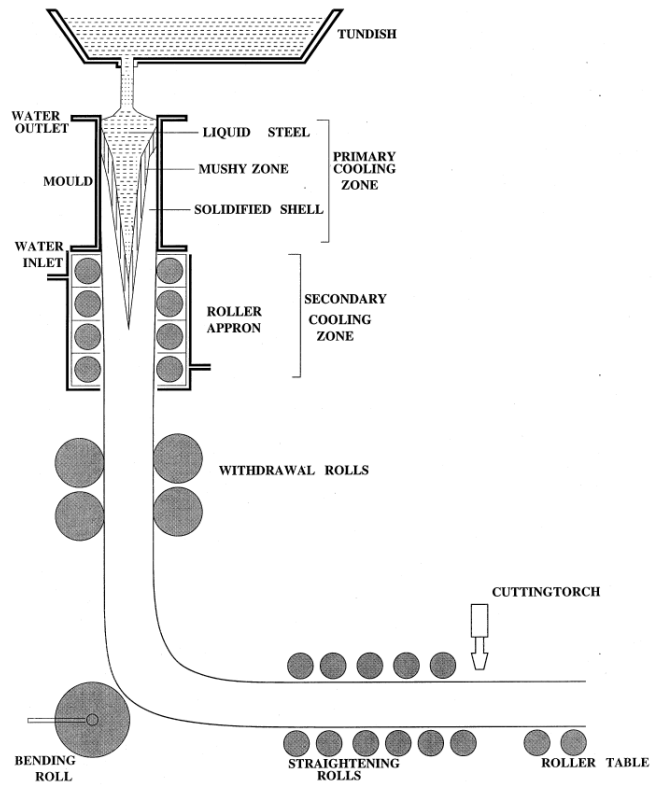 TUNDISH
WATER
OUTLET
LIQUID STEEL
PRIMARY
COOLING
ZONE
MUSHY ZONE
MOULD
SOLIDIFIED SHELL
WATER
INLET
SECONDARY
COOLING
ZONE
ROLLER
APPRON
WITHDRAWAL ROLLS
CUTTINGTORCH
BENDING
ROLL
STRAIGHTENING
ROLLS
ROLLER TABLE